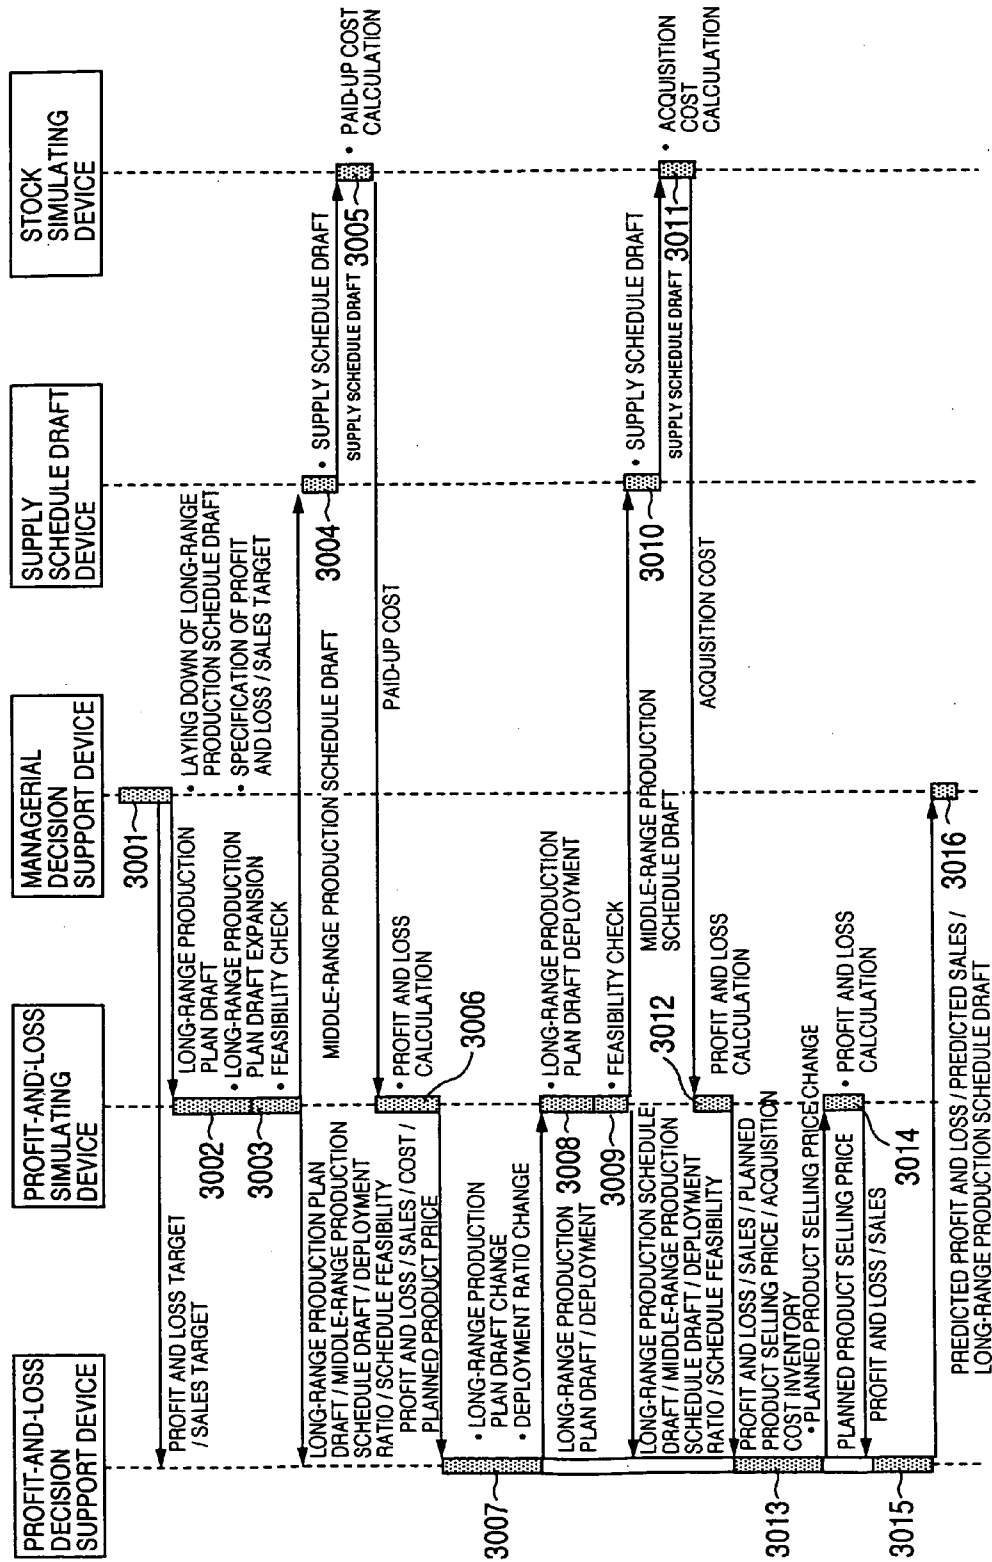 PROFIT-AND-LOSS
DECISION
SUPPORT DEVICE
PROFIT-AND-LOSS
SIMULATING
DEVICE
MANAGERIAL
DECISION
SUPPORT DEVICE
SUPPLY
SCHEDULE DRAFT
DEVICE
STOCK
SIMULATING
DEVICE
3001
• LAYING DOWN OF LONG-RANGE
PRODUCTION SCHEDULE DRAFT
• SPECIFICATION OF PROFIT
AND LOSS / SALES TARGET
PROFIT AND LOSS TARGET
/ SALES TARGET
LONG-RANGE PRODUCTION
PLAN DRAFT
3002
• LONG-RANGE PRODUCTION
PLAN DRAFT EXPANSION
3003
• FEASIBILITY CHECK
LONG-RANGE PRODUCTION PLAN
DRAFT / MIDDLE-RANGE PRODUCTION
SCHEDULE DRAFT / DEPLOYMENT
RATIO / SCHEDULE FEASIBILITY
MIDDLE-RANGE PRODUCTION SCHEDULE DRAFT
3004
• SUPPLY SCHEDULE DRAFT
SUPPLY SCHEDULE DRAFT
3005
• PAID-UP COST
CALCULATION
PAID-UP COST
• PROFIT AND LOSS
CALCULATION
3006
PROFIT AND LOSS / SALES / COST /
PLANNED PRODUCT PRICE
3007
• LONG-RANGE PRODUCTION
PLAN DRAFT CHANGE
• DEPLOYMENT RATIO CHANGE
LONG-RANGE PRODUCTION
PLAN DRAFT / DEPLOYMENT
3008
• LONG-RANGE PRODUCTION
PLAN DRAFT DEPLOYMENT
3009
• FEASIBILITY CHECK
LONG-RANGE PRODUCTION SCHEDULE
DRAFT / MIDDLE-RANGE PRODUCTION
SCHEDULE DRAFT / DEPLOYMENT
RATIO / SCHEDULE FEASIBILITY
MIDDLE-RANGE PRODUCTION
SCHEDULE DRAFT
3010
• SUPPLY SCHEDULE DRAFT
SUPPLY SCHEDULE DRAFT
3011
• ACQUISITION
COST
CALCULATION
ACQUISITION COST
3012
PROFIT AND LOSS
CALCULATION
PROFIT AND LOSS / SALES / PLANNED
PRODUCT SELLING PRICE / ACQUISITION
COST INVENTORY
3013
• PLANNED PRODUCT SELLING PRICE CHANGE
PLANNED PRODUCT SELLING PRICE
• PROFIT AND LOSS
CALCULATION
3014
PROFIT AND LOSS / SALES
3015
3016
PREDICTED PROFIT AND LOSS / PREDICTED SALES /
LONG-RANGE PRODUCTION SCHEDULE DRAFT